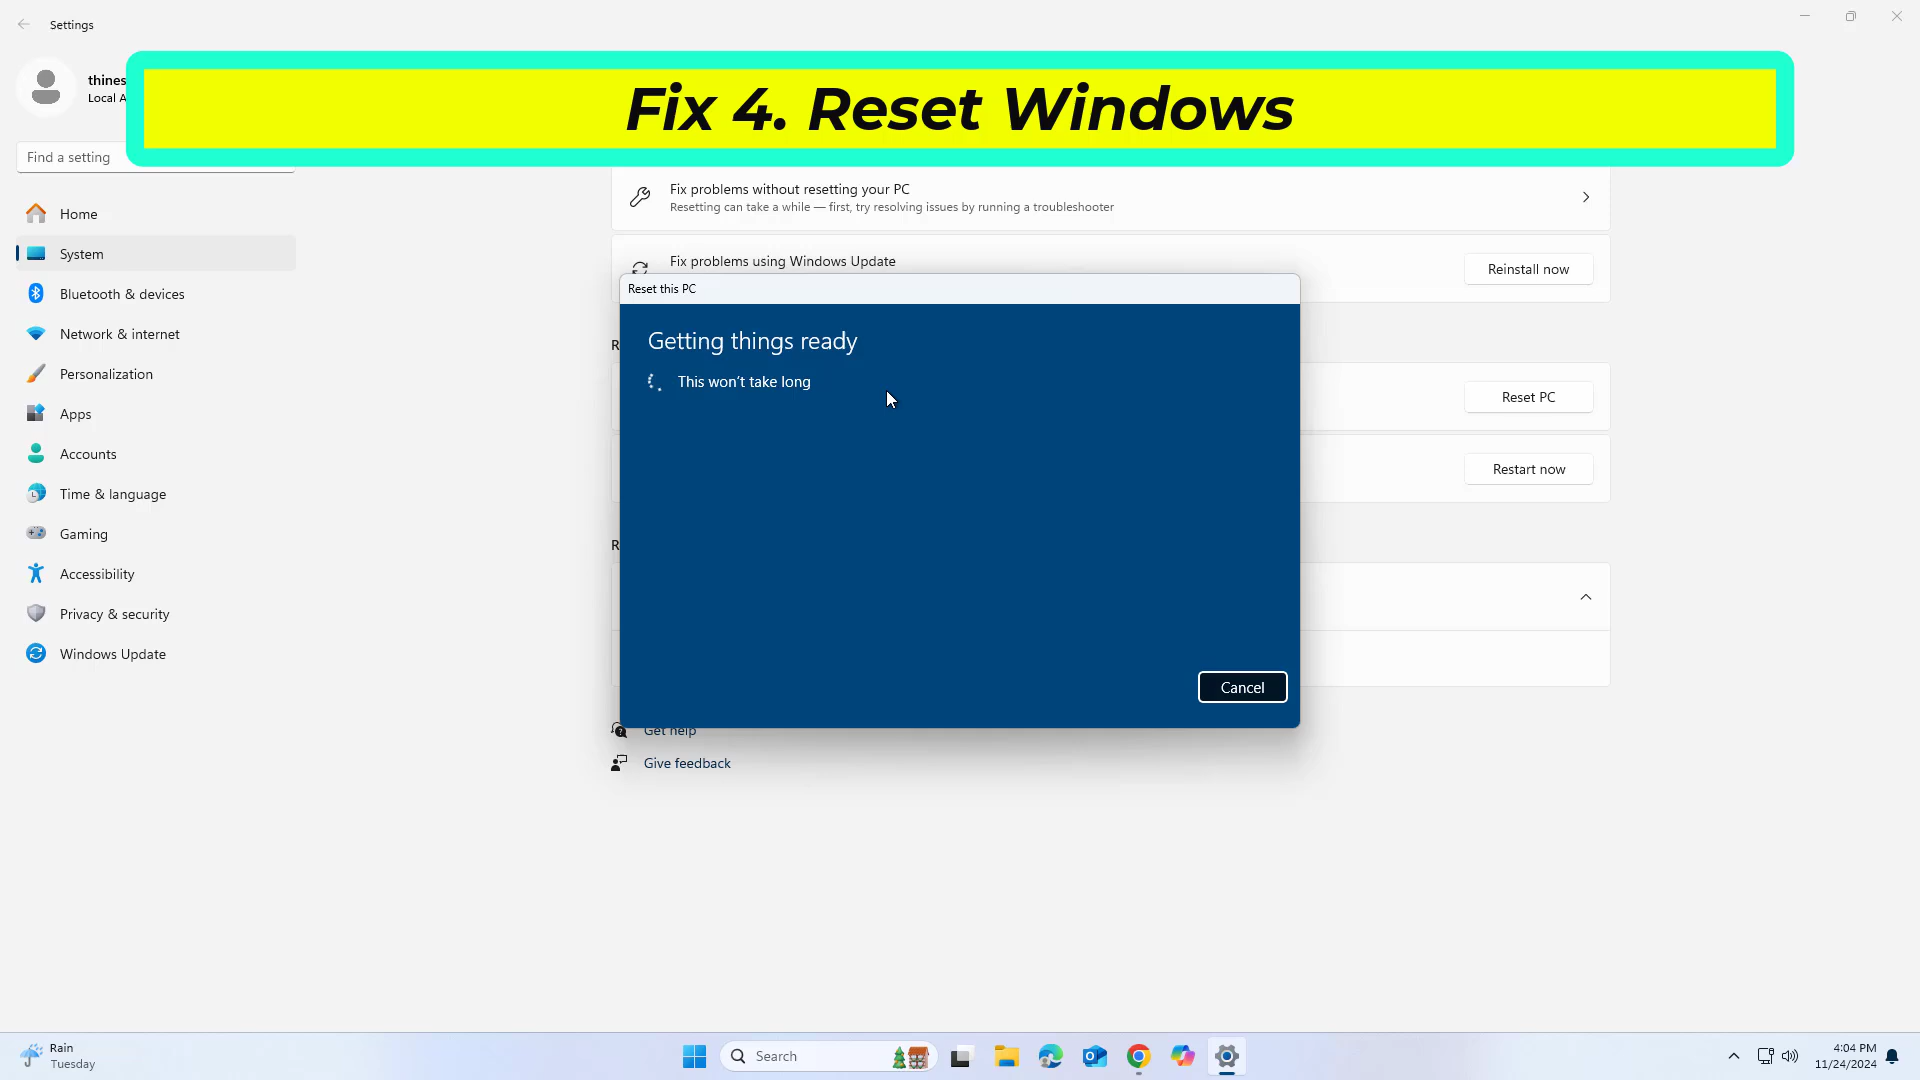 Settings
Fix 4. Reset Windows
thines
Local A
Find a setting
Home
System
Bluetooth & devices
Network & internet
Personalization
Apps
Accounts
Time & language
Gaming
Accessibility
Privacy & security
Windows Update
Fix problems without resetting your PC
Resetting can take a while — first, try resolving issues by running a troubleshooter
Fix problems using Windows Update
Reinstall now
R
Reset PC
Restart now
R
Reset this PC
Getting things ready
This won't take long
Cancel
Get help
Give feedback
Rain
Tuesday
Search
4:04 PM
11/24/2024